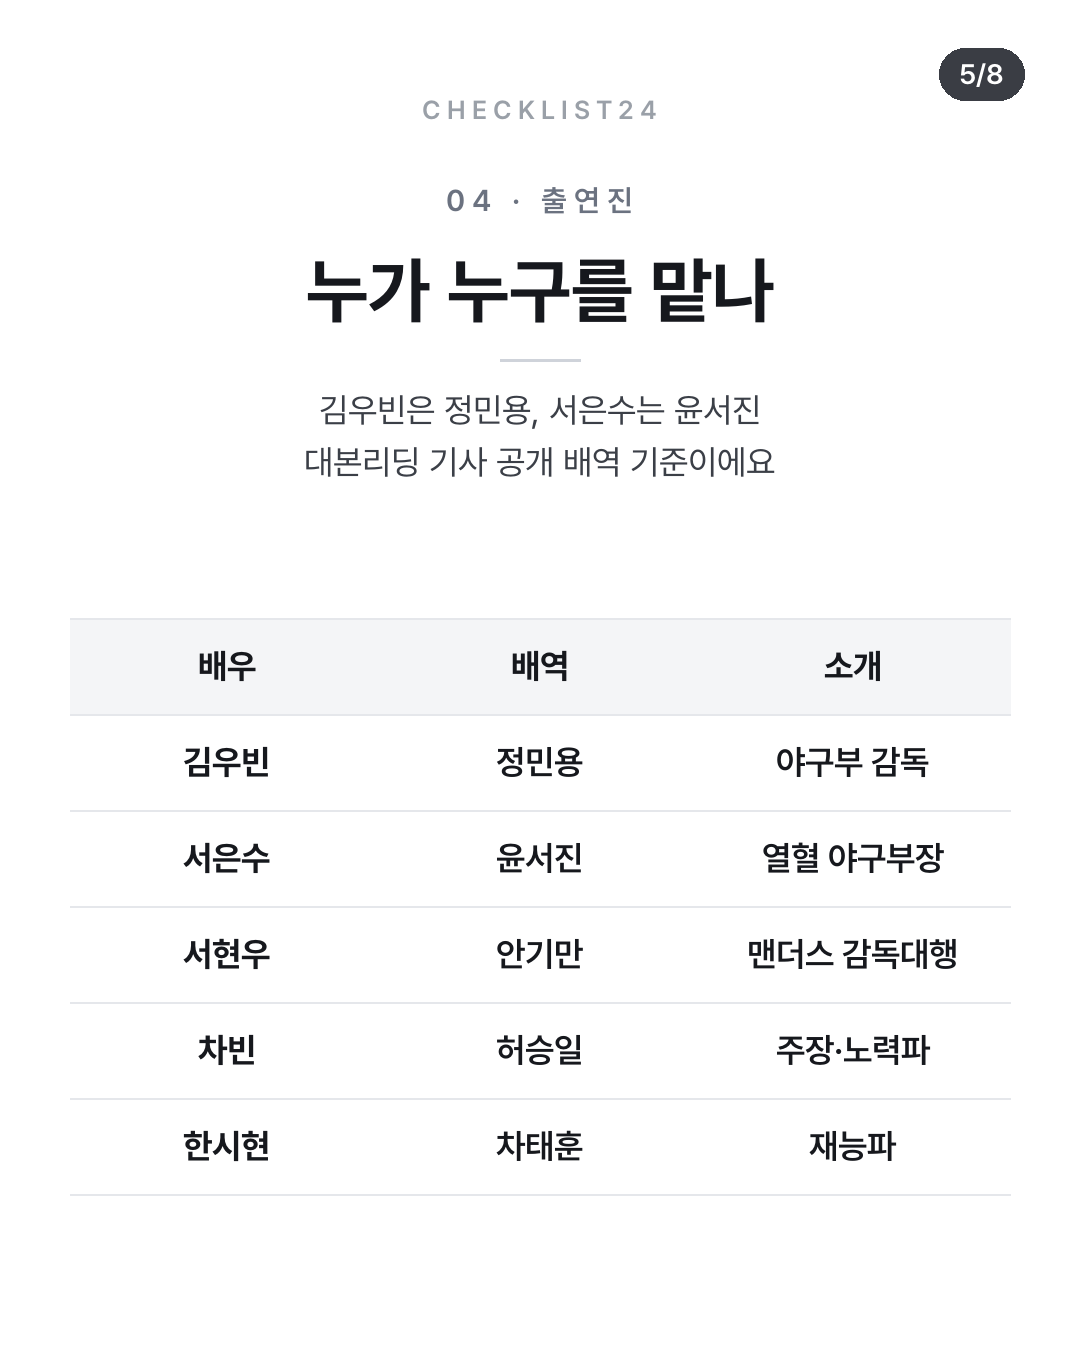 5/8
CHECKLIST24
04 · 출연진
누가 누구를 맡나
김우빈은 정민용, 서은수는 윤서진
대본리딩 기사 공개 배역 기준이에요
배우 배역 소개
김우빈 정민용 야구부 감독
서은수 윤서진 열혈 야구부장
서현우 안기만 맨더스 감독대행
차빈 허승일 주장·노력파
한시현 차태훈 재능파